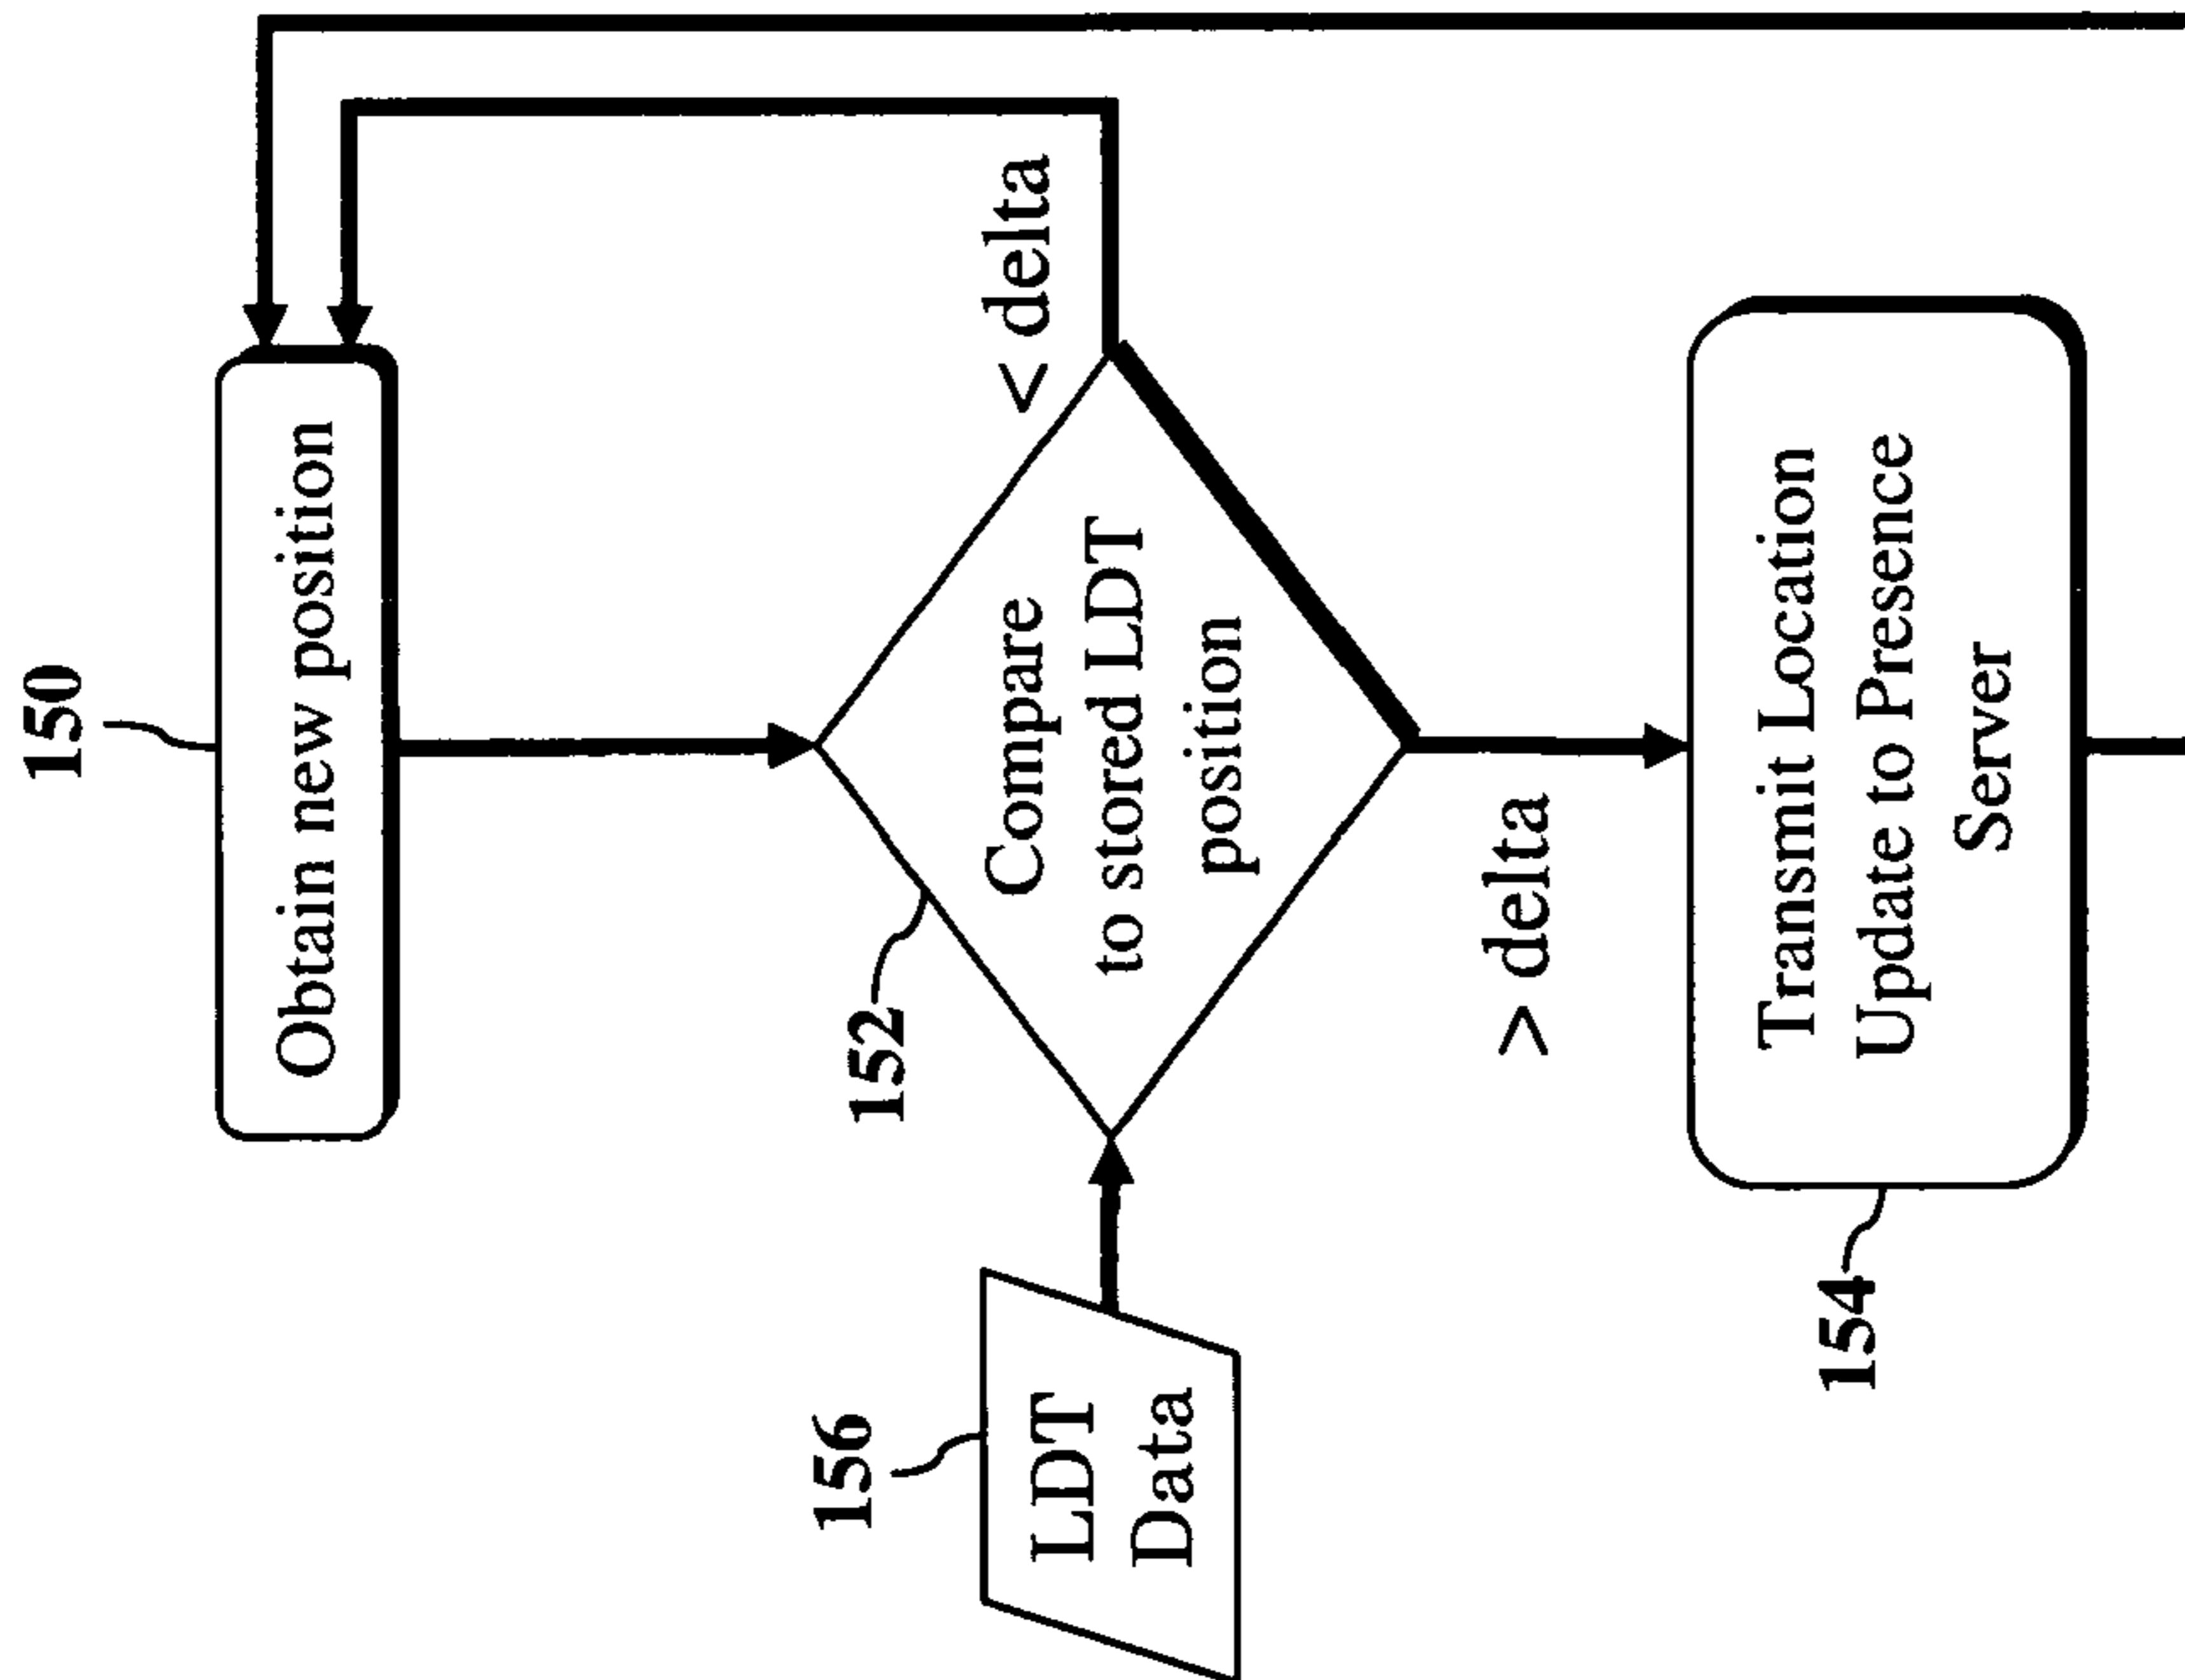 150
Obtain new position
152
Compare
to stored LDT
position
< delta
156
LDT
Data
> delta
154
Transmit Location
Update to Presence
Server